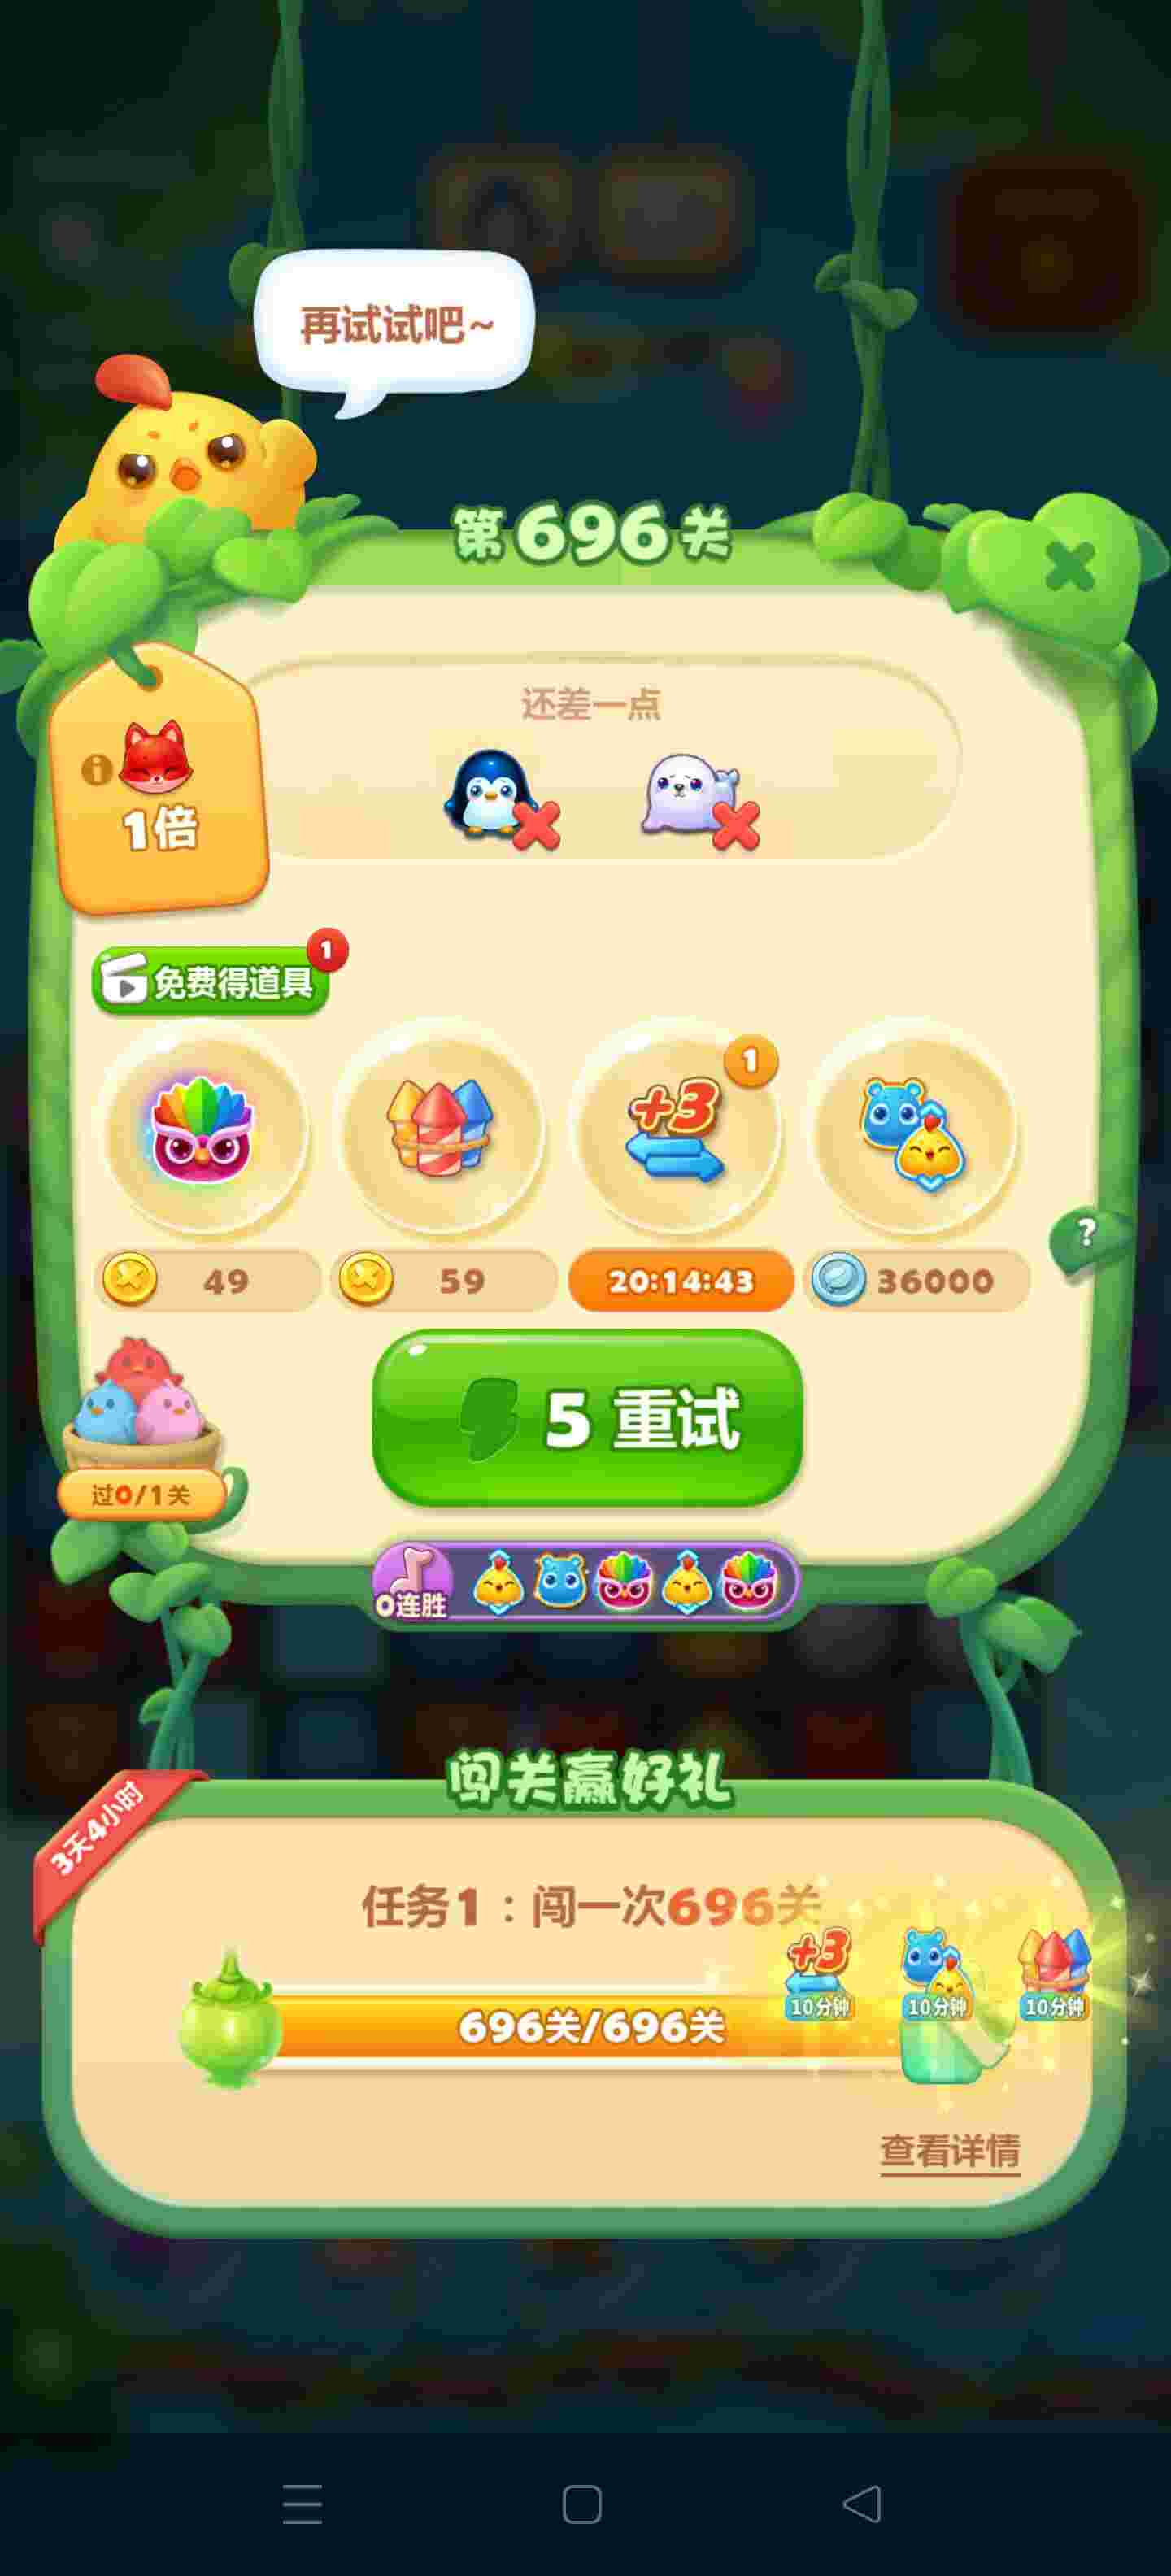 再试试吧~
第696关
还差一点
1倍
免费得道具
1
+3
1
49
59
20:14:43
36000
?
5 重试
过0/1关
0连胜
闯关赢好礼
3天4小时
任务1：闯一次696关
+3
10分钟
10分钟
10分钟
696关/696关
查看详情